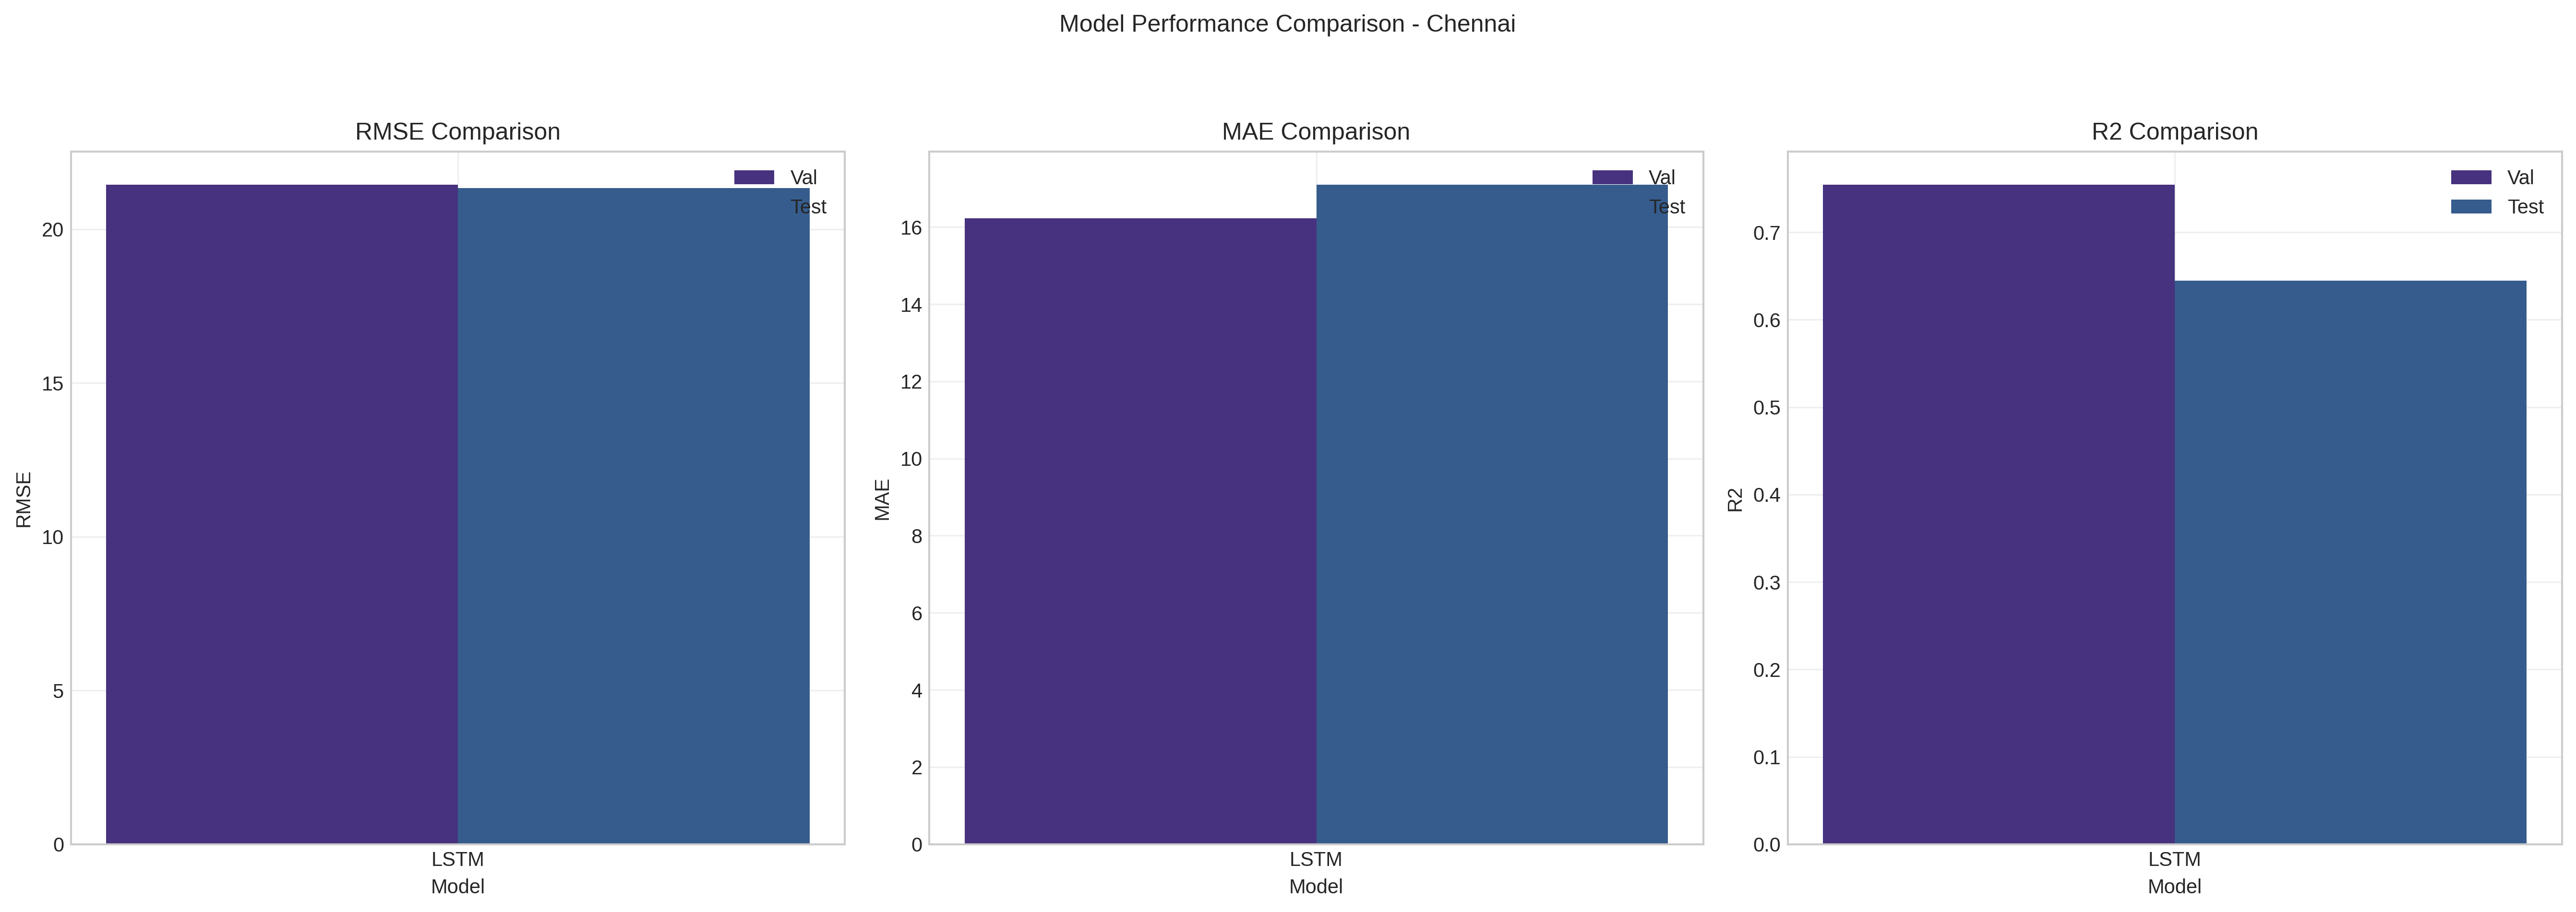 Model Performance Comparison - Chennai
RMSE Comparison
Val
Test
20
15
10
5
0
RMSE
LSTM
Model
MAE Comparison
Val
Test
16
14
12
10
8
6
4
2
0
MAE
LSTM
Model
R2 Comparison
Val
Test
0.7
0.6
0.5
0.4
0.3
0.2
0.1
0.0
R2
LSTM
Model